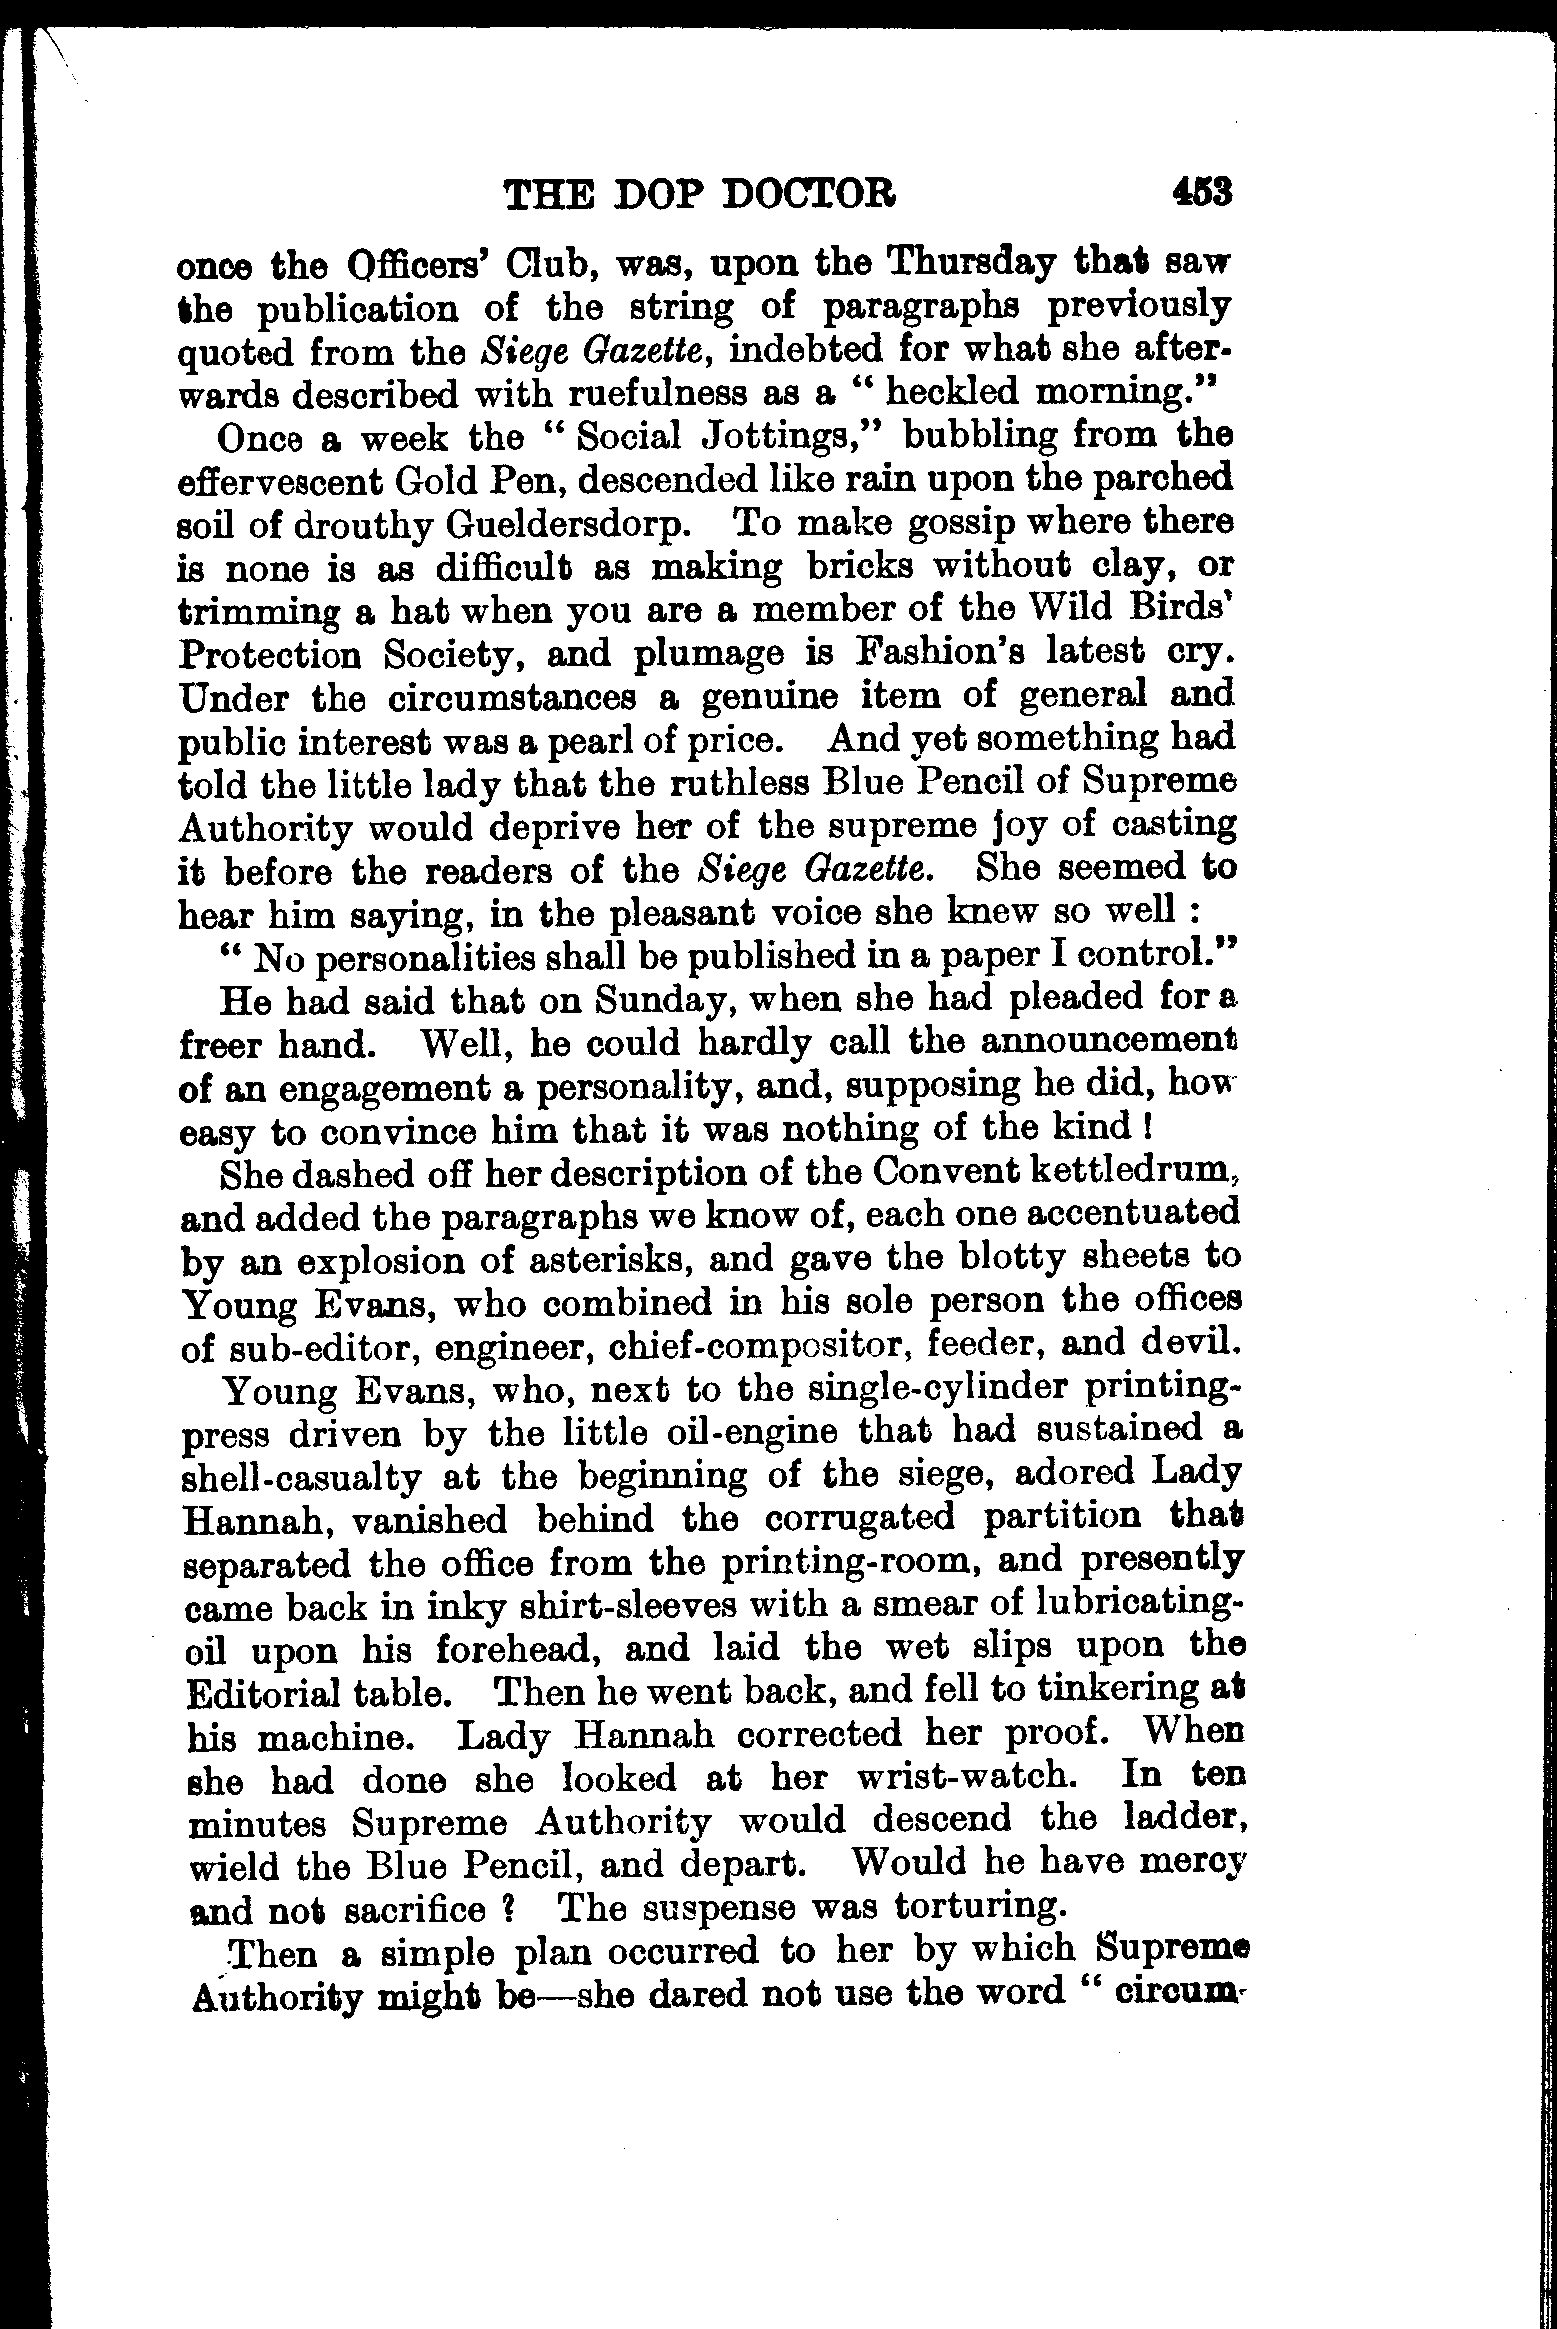 THE DOP DOCTOR 453
once the Officers' Club, was, upon the Thursday that saw
the publication of the string of paragraphs previously
quoted from the Siege Gazette, indebted for what she after-
wards described with ruefulness as a “ heckled morning.”
Once a week the “ Social Jottings,” bubbling from the
effervescent Gold Pen, descended like rain upon the parched
soil of drouthy Gueldersdorp. To make gossip where there
is none is as difficult as making bricks without clay, or
trimming a hat when you are a member of the Wild Birds'
Protection Society, and plumage is Fashion's latest cry.
Under the circumstances a genuine item of general and
public interest was a pearl of price. And yet something had
told the little lady that the ruthless Blue Pencil of Supreme
Authority would deprive her of the supreme joy of casting
it before the readers of the Siege Gazette. She seemed to
hear him saying, in the pleasant voice she knew so well :
“ No personalities shall be published in a paper I control.”
He had said that on Sunday, when she had pleaded for a
freer hand. Well, he could hardly call the announcement
of an engagement a personality, and, supposing he did, how
easy to convince him that it was nothing of the kind !
She dashed off her description of the Convent kettledrum,
and added the paragraphs we know of, each one accentuated
by an explosion of asterisks, and gave the blotty sheets to
Young Evans, who combined in his sole person the offices
of sub-editor, engineer, chief-compositor, feeder, and devil.
Young Evans, who, next to the single-cylinder printing-
press driven by the little oil-engine that had sustained a
shell-casualty at the beginning of the siege, adored Lady
Hannah, vanished behind the corrugated partition that
separated the office from the printing-room, and presently
came back in inky shirt-sleeves with a smear of lubricating-
oil upon his forehead, and laid the wet slips upon the
Editorial table. Then he went back, and fell to tinkering at
his machine. Lady Hannah corrected her proof. When
she had done she looked at her wrist-watch. In ten
minutes Supreme Authority would descend the ladder,
wield the Blue Pencil, and depart. Would he have mercy
and not sacrifice ? The suspense was torturing.
Then a simple plan occurred to her by which Supreme
Authority might be—she dared not use the word “ circum-